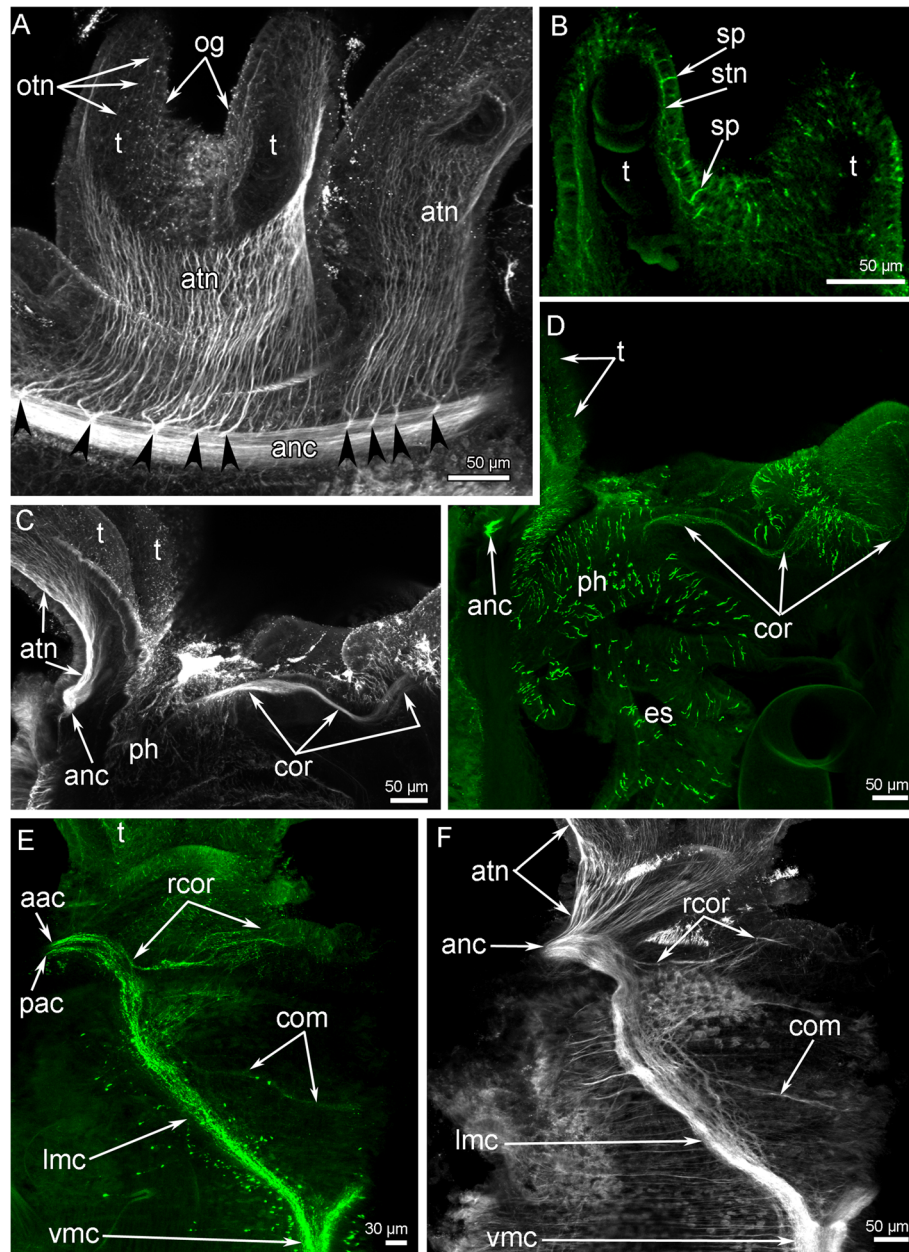 A
og
otn
t
t
atn
atn
anc
50 µm
B
sp
stn
sp
t
t
50 µm
C
t
t
atn
anc
ph
cor
50 µm
D
t
anc
ph
cor
es
50 µm
E
t
aac
rcor
pac
com
lmc
vmc
30 µm
F
atn
rcor
anc
com
lmc
vmc
50 µm